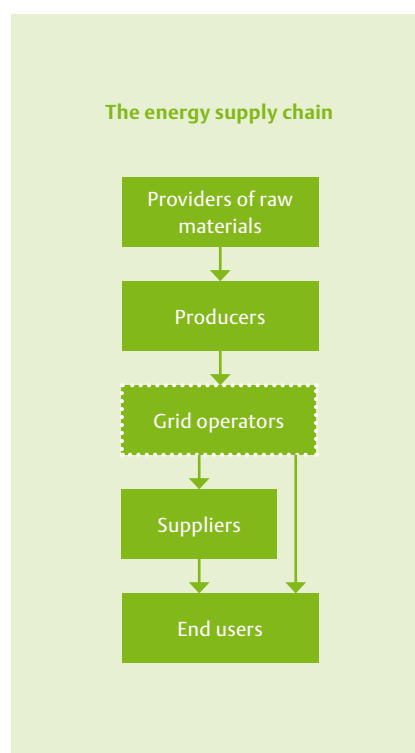 The energy supply chain
Providers of raw
materials
Producers
Grid operators
Suppliers
End users